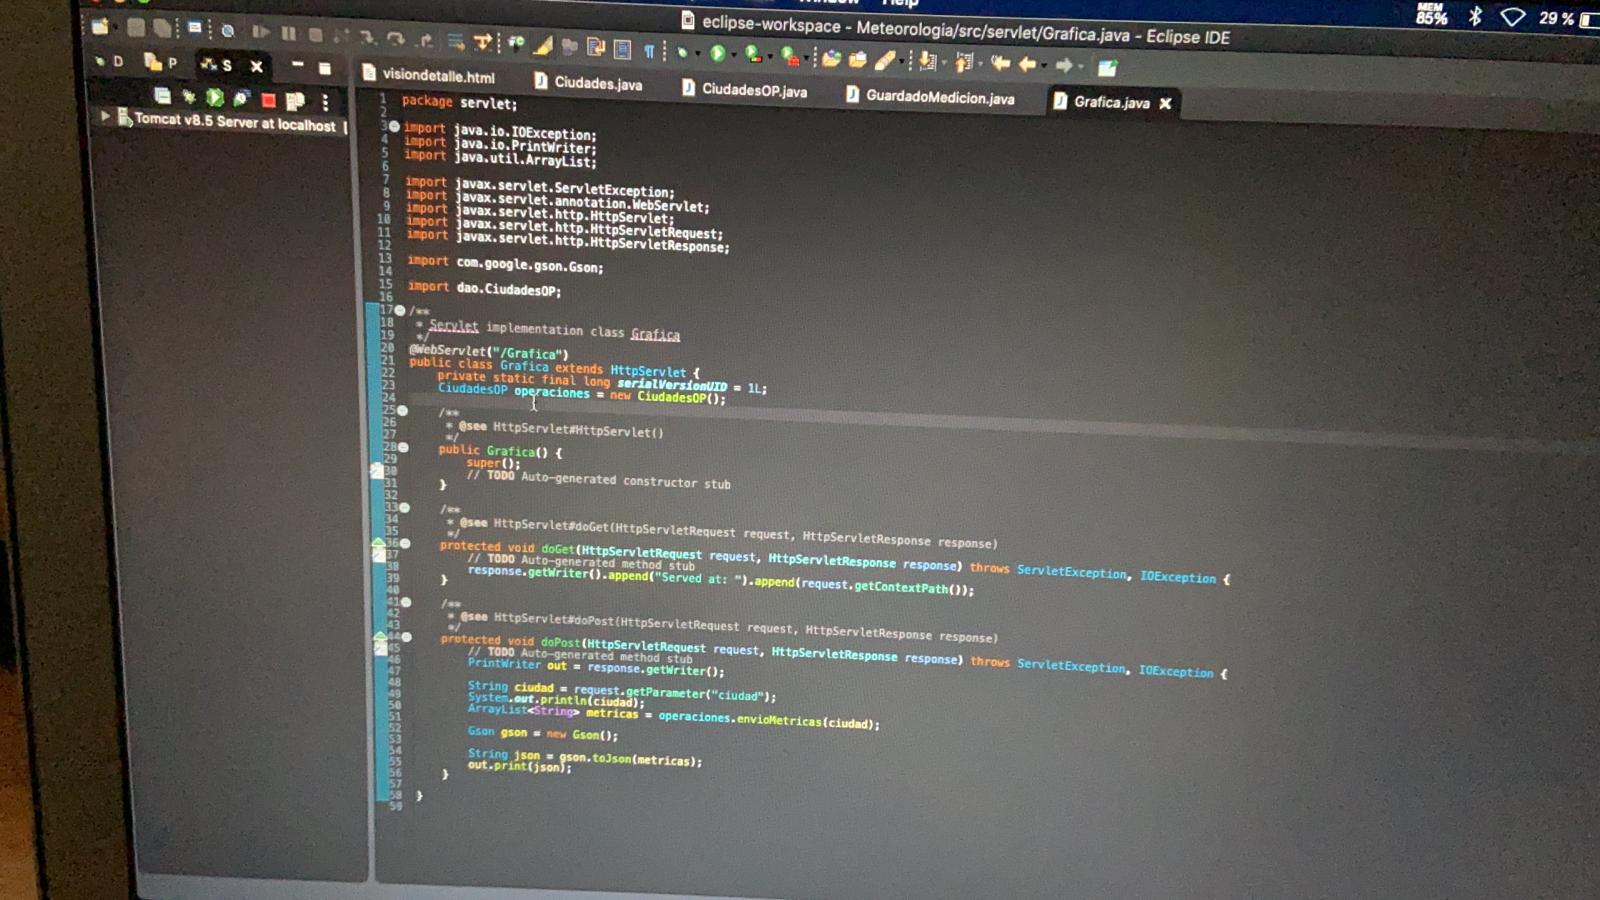 Window Help
eclipse-workspace - Meteorologia/src/servlet/Grafica.java - Eclipse IDE
MEM
85%
29 %
D P S
Tomcat v8.5 Server at localhost [
visiondetalle.html Ciudades.java CiudadesOP.java GuardadoMedicion.java Grafica.java
1 package servlet;
2
3 import java.io.IOException;
4 import java.io.PrintWriter;
5 import java.util.ArrayList;
6
7 import javax.servlet.ServletException;
8 import javax.servlet.annotation.WebServlet;
9 import javax.servlet.http.HttpServlet;
10 import javax.servlet.http.HttpServletRequest;
11 import javax.servlet.http.HttpServletResponse;
12
13 import com.google.gson.Gson;
14
15 import dao.CiudadesOP;
16
17 /**
18 * Servlet implementation class Grafica
19 */
20 @WebServlet("/Grafica")
21 public class Grafica extends HttpServlet {
22 private static final long serialVersionUID = 1L;
23 CiudadesOP operaciones = new CiudadesOP();
24
25 /**
26 * @see HttpServlet#HttpServlet()
27 */
28 public Grafica() {
29 super();
30 // TODO Auto-generated constructor stub
31 }
32
33 /**
34 * @see HttpServlet#doGet(HttpServletRequest request, HttpServletResponse response)
35 */
36 protected void doGet(HttpServletRequest request, HttpServletResponse response) throws ServletException, IOException {
37 // TODO Auto-generated method stub
38 response.getWriter().append("Served at: ").append(request.getContextPath());
39 }
40
41 /**
42 * @see HttpServlet#doPost(HttpServletRequest request, HttpServletResponse response)
43 */
44 protected void doPost(HttpServletRequest request, HttpServletResponse response) throws ServletException, IOException {
45 // TODO Auto-generated method stub
46 PrintWriter out = response.getWriter();
47
48 String ciudad = request.getParameter("ciudad");
49 System.out.println(ciudad);
50 ArrayList<String> metricas = operaciones.envioMetricas(ciudad);
51
52 Gson gson = new Gson();
53
54 String json = gson.toJson(metricas);
55 out.print(json);
56 }
57
58 }
59